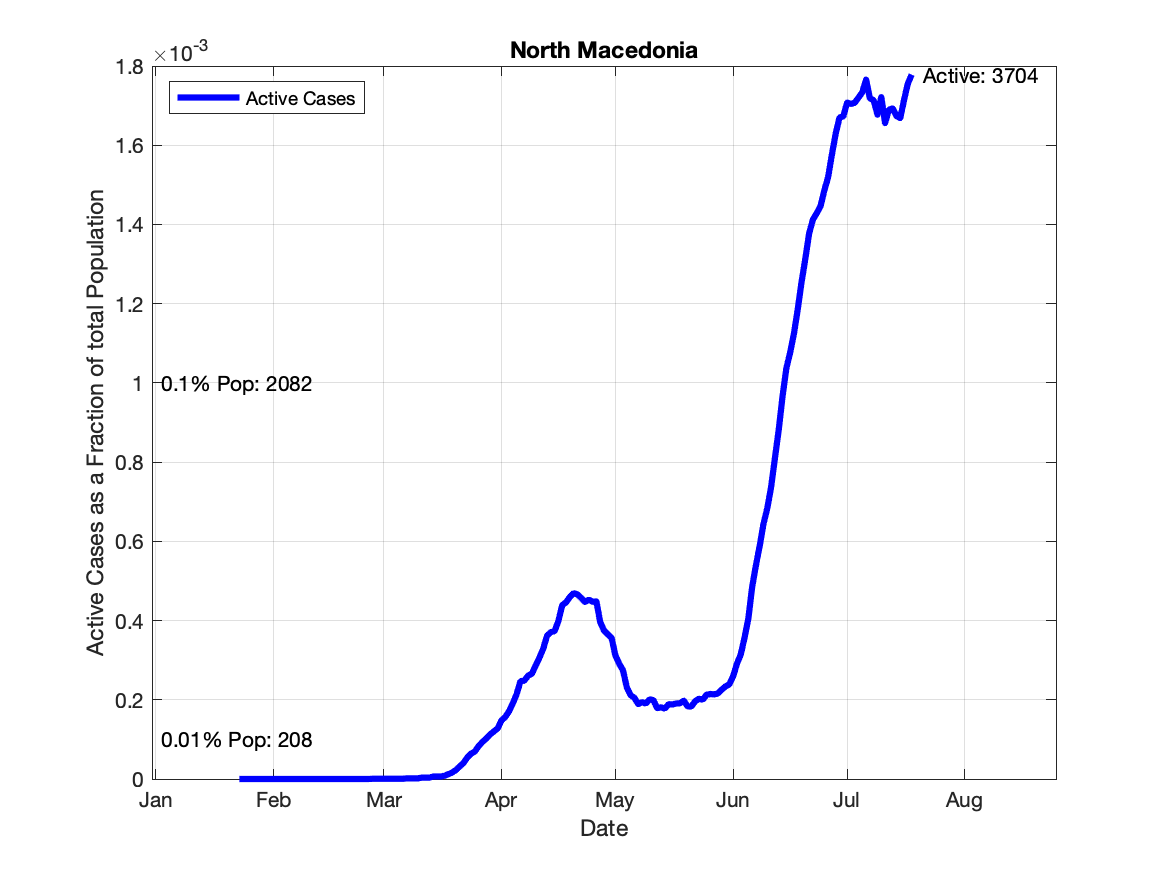 North Macedonia
×10-3
1.8
1.6
1.4
1.2
1
0.8
0.6
0.4
0.2
0
Active Cases as a Fraction of total Population
Active Cases
Active: 3704
0.1% Pop: 2082
0.01% Pop: 208
Jan Feb Mar Apr May Jun Jul Aug
Date